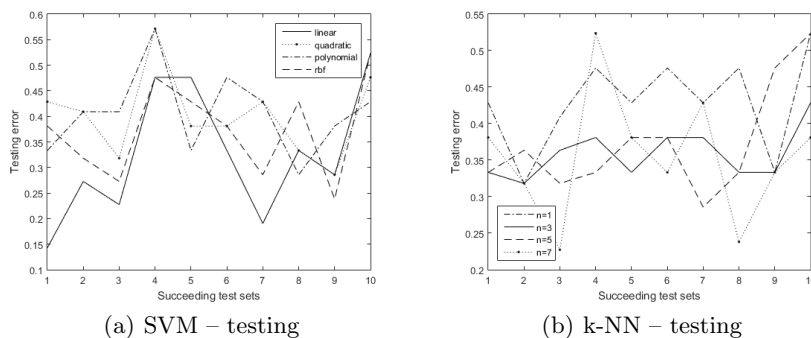 0.6
0.55
0.5
0.45
0.4
0.35
0.3
0.25
0.2
0.15
0.1
Testing error
1 2 3 4 5 6 7 8 9 10
Succeeding test sets
linear
quadratic
polynomial
rbf
(a) SVM – testing
0.55
0.5
0.45
0.4
0.35
0.3
0.25
0.2
Testing error
1 2 3 4 5 6 7 8 9 10
Succeeding test sets
n=1
n=3
n=5
n=7
(b) k-NN – testing